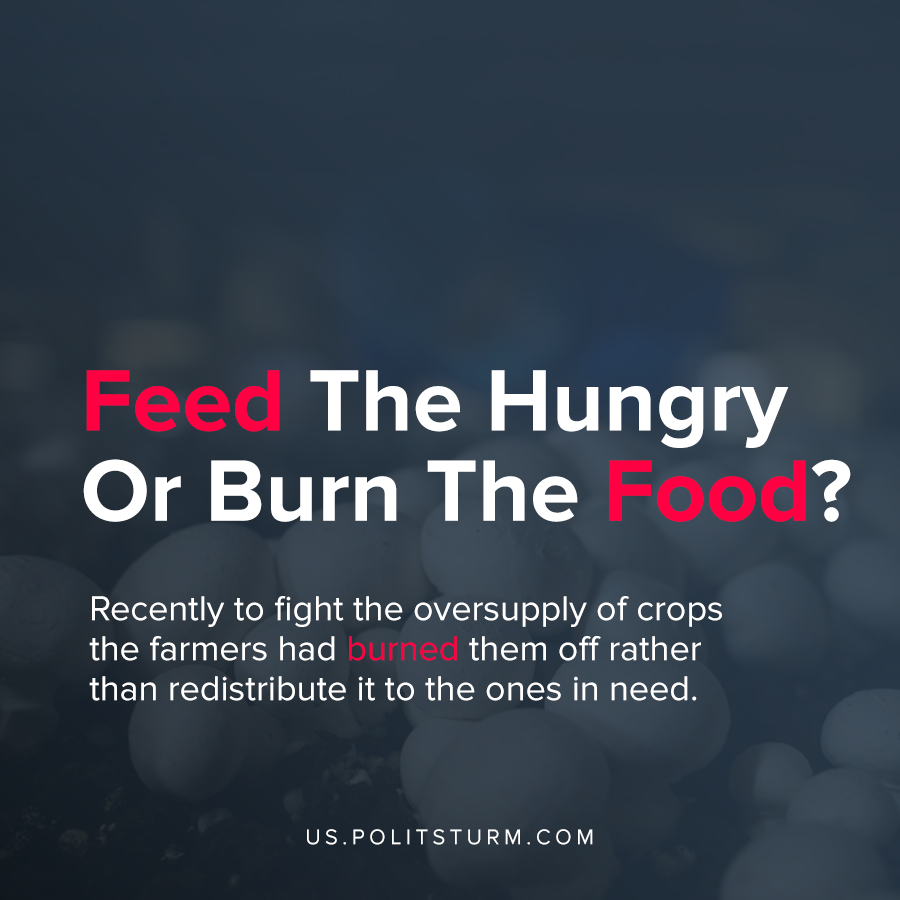 Feed The Hungry
Or Burn The Food?
Recently to fight the oversupply of crops
the farmers had burned them off rather
than redistribute it to the ones in need.
US.POLITSTURM.COM